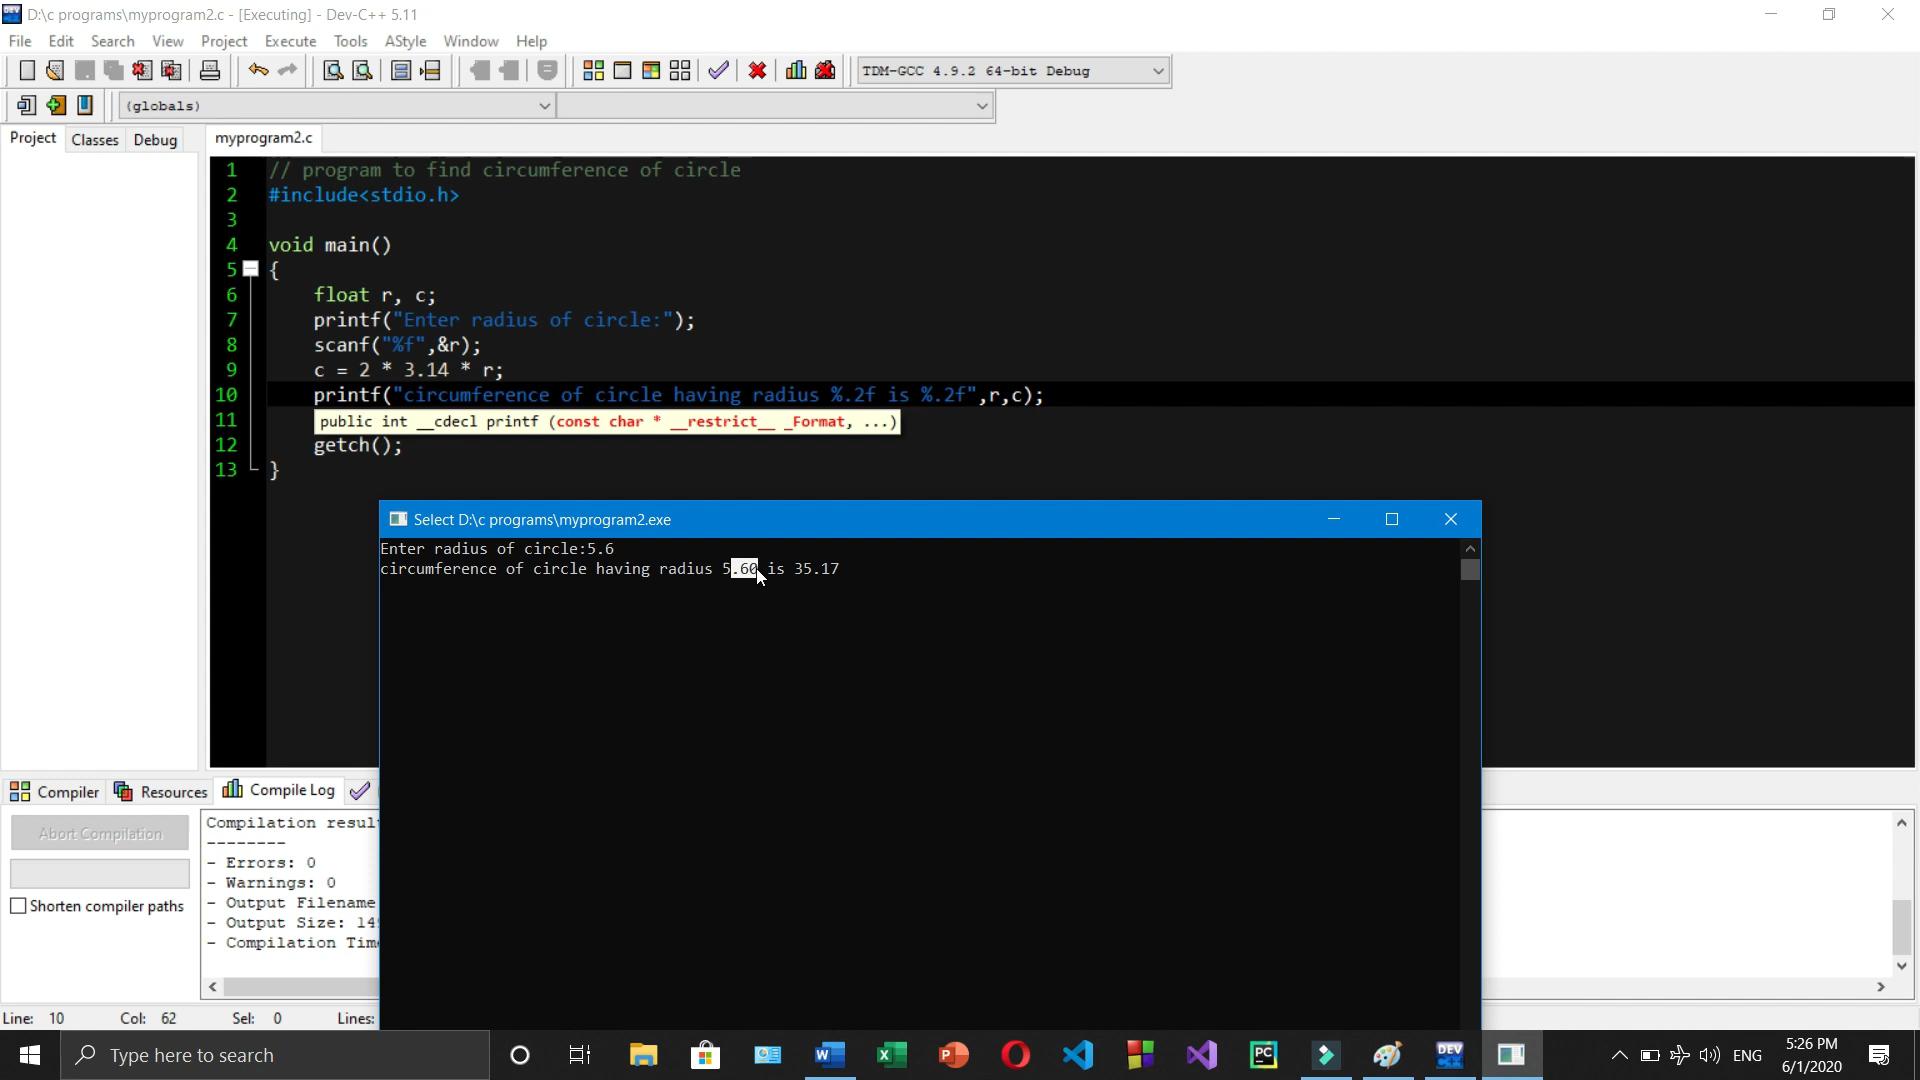 D:\c programs\myprogram2.c - [Executing] - Dev-C++ 5.11
File Edit Search View Project Execute Tools AStyle Window Help
TDM-GCC 4.9.2 64-bit Debug
(globals)
Project Classes Debug
myprogram2.c
1 // program to find circumference of circle
2 #include<stdio.h>
3
4 void main()
5 {
6 float r, c;
7 printf("Enter radius of circle:");
8 scanf("%f",&r);
9 c = 2 * 3.14 * r;
10 printf("circumference of circle having radius %.2f is %.2f",r,c);
11 public int __cdecl printf (const char * __restrict__ _Format, ...)
12 getch();
13 }
Select D:\c programs\myprogram2.exe
Enter radius of circle:5.6
circumference of circle having radius 5.60 is 35.17
Compiler Resources Compile Log
Abort Compilation
Shorten compiler paths
Compilation resul
--------
- Errors: 0
- Warnings: 0
- Output Filename
- Output Size: 14
- Compilation Tim
Line: 10 Col: 62 Sel: 0 Lines:
Type here to search
DEV
PC
ENG
5:26 PM
6/1/2020